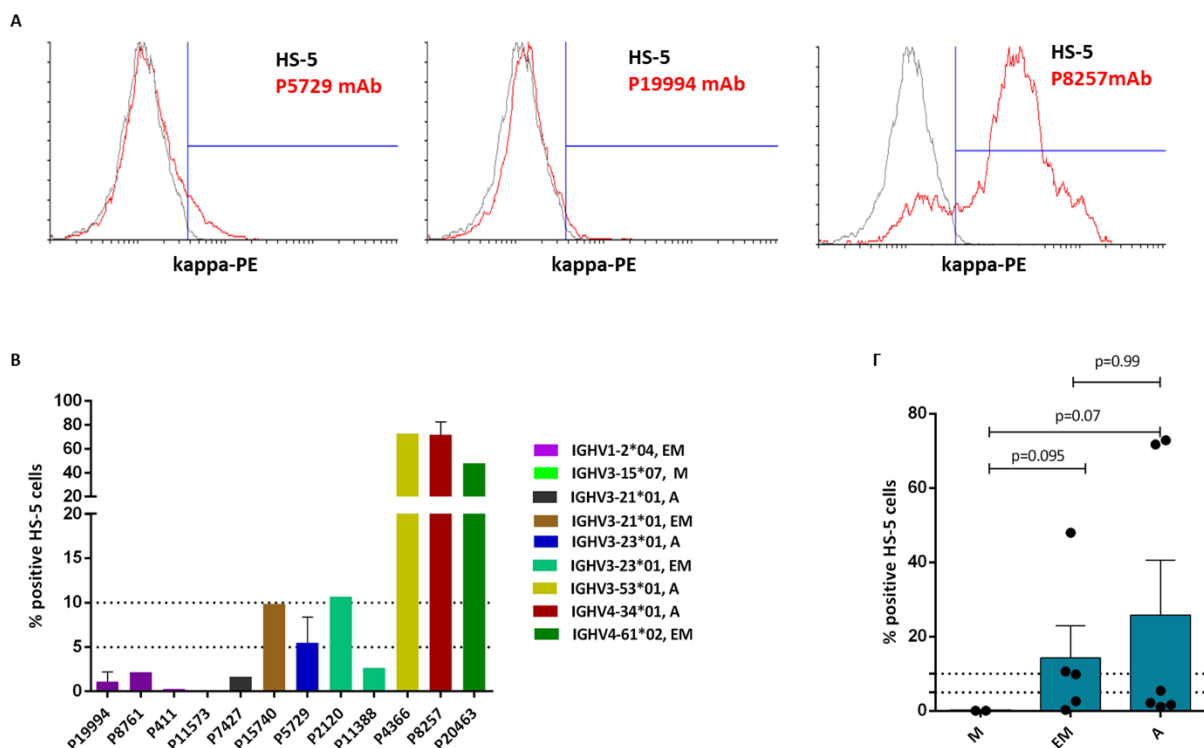 A
HS-5
P5729 mAb
kappa-PE
HS-5
P19994 mAb
kappa-PE
HS-5
P8257mAb
kappa-PE
B
% positive HS-5 cells
100
80
60
40
20
20
15
10
5
0
P19994
P8761
P411
P11573
P7427
P15740
P5729
P2120
P11388
P4366
P8257
P20463
IGHV1-2*04, EM
IGHV3-15*07, M
IGHV3-21*01, A
IGHV3-21*01, EM
IGHV3-23*01, A
IGHV3-23*01, EM
IGHV3-53*01, A
IGHV4-34*01, A
IGHV4-61*02, EM
Γ
p=0.99
p=0.07
p=0.095
% positive HS-5 cells
80
60
40
20
0
M
EM
A